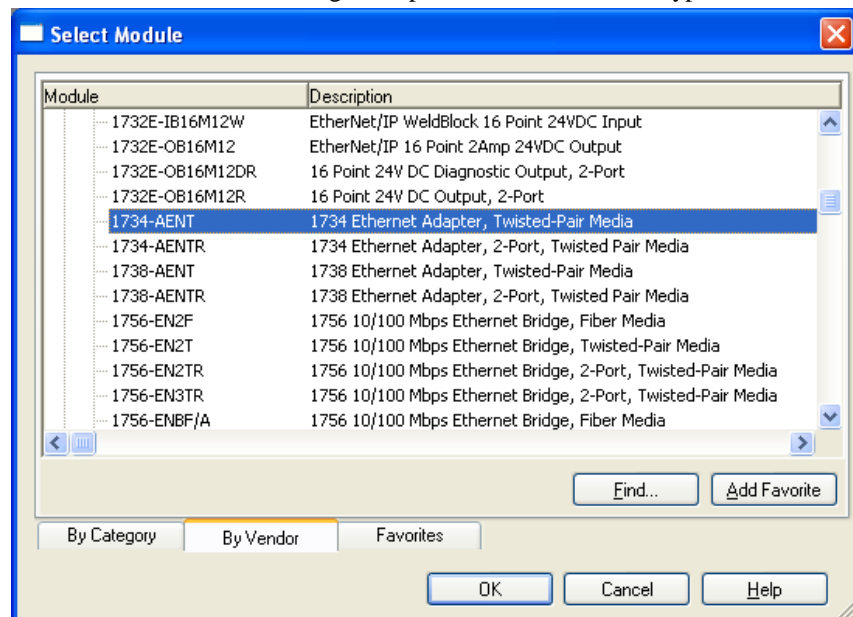 Select Module
Module Description
1732E-IB16M12W EtherNet/IP WeldBlock 16 Point 24VDC Input
1732E-OB16M12 EtherNet/IP 16 Point 2Amp 24VDC Output
1732E-OB16M12DR 16 Point 24V DC Diagnostic Output, 2-Port
1732E-OB16M12R 16 Point 24V DC Output, 2-Port
1734-AENT 1734 Ethernet Adapter, Twisted-Pair Media
1734-AENTR 1734 Ethernet Adapter, 2-Port, Twisted Pair Media
1738-AENT 1738 Ethernet Adapter, Twisted-Pair Media
1738-AENTR 1738 Ethernet Adapter, 2-Port, Twisted Pair Media
1756-EN2F 1756 10/100 Mbps Ethernet Bridge, Fiber Media
1756-EN2T 1756 10/100 Mbps Ethernet Bridge, Twisted-Pair Media
1756-EN2TR 1756 10/100 Mbps Ethernet Bridge, 2-Port, Twisted-Pair Media
1756-EN3TR 1756 10/100 Mbps Ethernet Bridge, 2-Port, Twisted-Pair Media
1756-ENBF/A 1756 10/100 Mbps Ethernet Bridge, Fiber Media
Find... Add Favorite
By Category By Vendor Favorites
OK Cancel Help